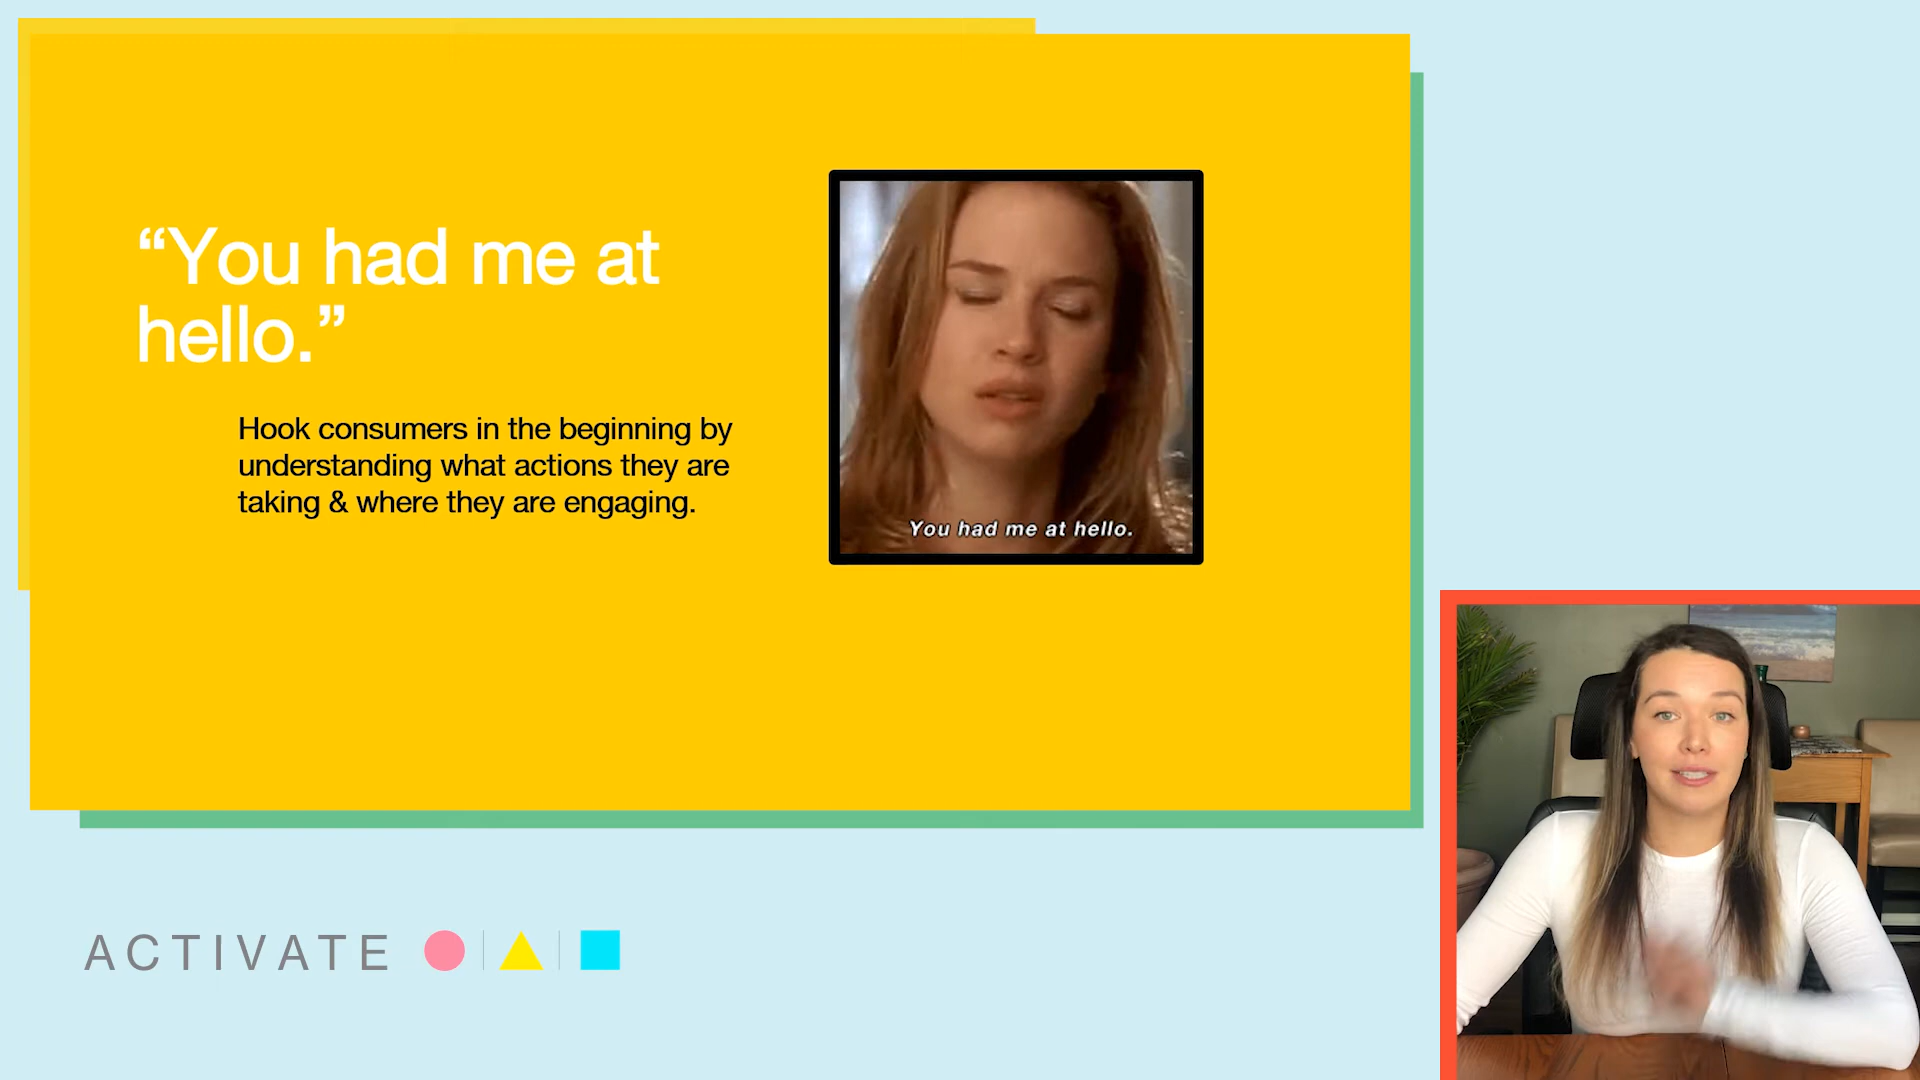 “You had me at
hello.”
Hook consumers in the beginning by
understanding what actions they are
taking & where they are engaging.
You had me at hello.
ACTIVATE